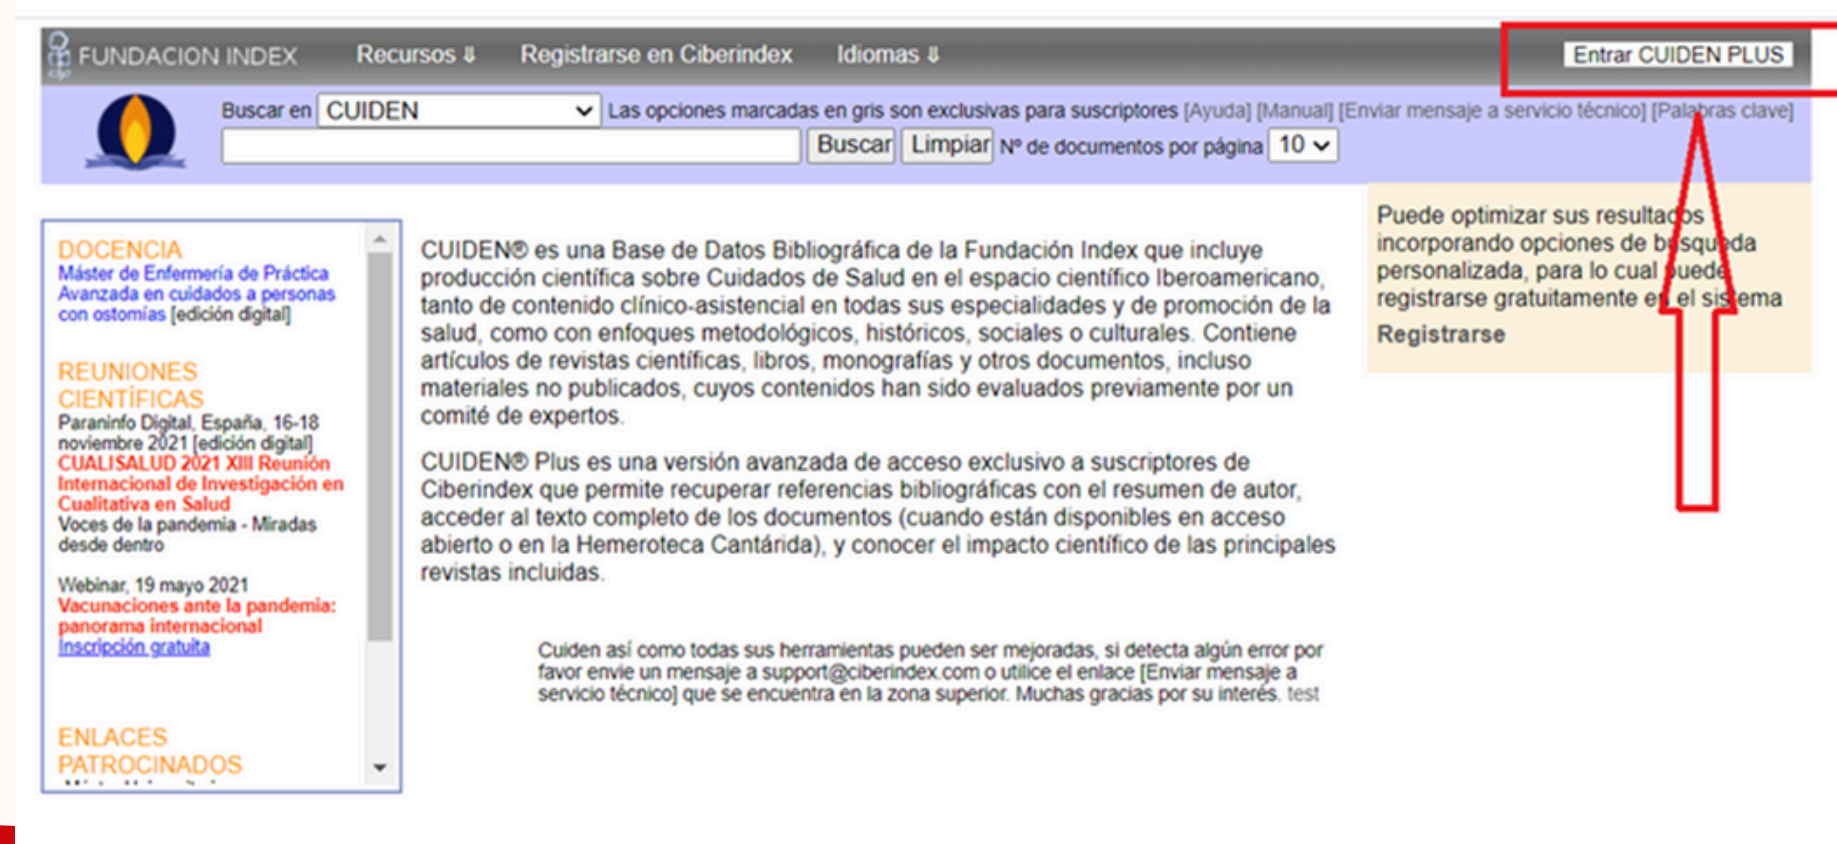 FUNDACION INDEX Recursos ⇓ Registrarse en Ciberindex Idiomas ⇓ Entrar CUIDEN PLUS
Buscar en CUIDEN Las opciones marcadas en gris son exclusivas para suscriptores [Ayuda] [Manual] [Enviar mensaje a servicio técnico] [Palabras clave]
Buscar Limpiar Nº de documentos por página 10
DOCENCIA
Máster de Enfermería de Práctica
Avanzada en cuidados a personas
con ostomías [edición digital]
REUNIONES
CIENTÍFICAS
Paraninfo Digital, España, 16-18
noviembre 2021 [edición digital]
CUALISALUD 2021 XIII Reunión
Internacional de Investigación en
Cualitativa en Salud
Voces de la pandemia - Miradas
desde dentro
Webinar, 19 mayo 2021
Vacunaciones ante la pandemia:
panorama internacional
Inscripción gratuita
ENLACES
PATROCINADOS
CUIDEN® es una Base de Datos Bibliográfica de la Fundación Index que incluye
producción científica sobre Cuidados de Salud en el espacio científico Iberoamericano,
tanto de contenido clínico-asistencial en todas sus especialidades y de promoción de la
salud, como con enfoques metodológicos, históricos, sociales o culturales. Contiene
artículos de revistas científicas, libros, monografías y otros documentos, incluso
materiales no publicados, cuyos contenidos han sido evaluados previamente por un
comité de expertos.
CUIDEN® Plus es una versión avanzada de acceso exclusivo a suscriptores de
Ciberindex que permite recuperar referencias bibliográficas con el resumen de autor,
acceder al texto completo de los documentos (cuando están disponibles en acceso
abierto o en la Hemeroteca Cantárida), y conocer el impacto científico de las principales
revistas incluidas.
Cuiden así como todas sus herramientas pueden ser mejoradas, si detecta algún error por
favor envie un mensaje a support@ciberindex.com o utilice el enlace [Enviar mensaje a
servicio técnico] que se encuentra en la zona superior. Muchas gracias por su interés. test
Puede optimizar sus resultados
incorporando opciones de búsqueda
personalizada, para lo cual puede
registrarse gratuitamente en el sistema
Registrarse